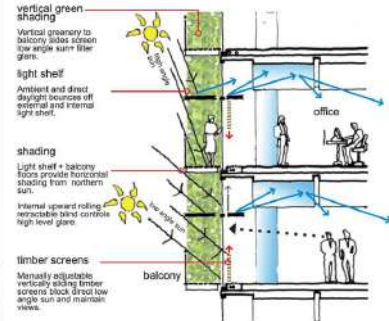 vertical green
shading
Vertical greenery to
balcony sides screen
low angle sun+ filter
glare.
high angle
sun
light shelf
Ambient and direct
daylight bounces off
external and internal
light shelf.
office
shading
Light shelf + balcony
floors provide horizontal
shading from northern
sun.
Internal upward rolling
retractable blind controls
high level glare.
low angle sun
timber screens
Manually adjustable
vertically sliding timber
screens block direct low
angle sun and maintain
views.
balcony